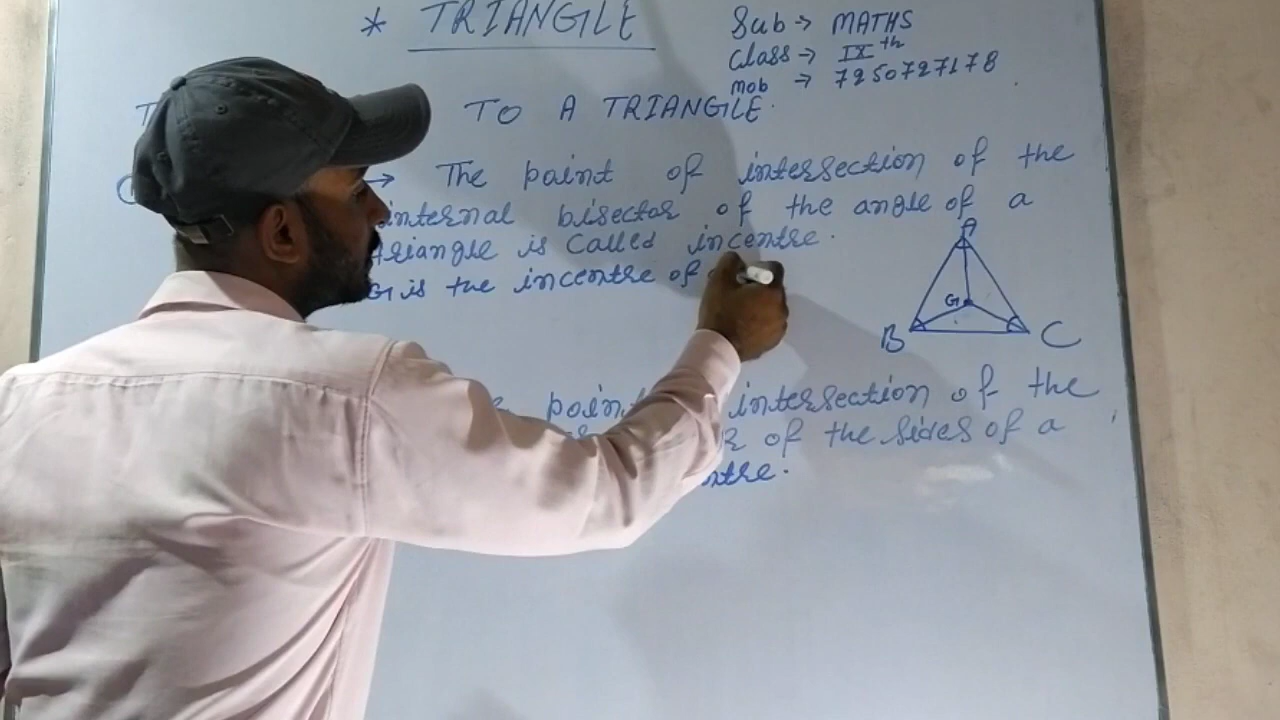 * TRIANGLE
Sub → MATHS
Class → IX th
mob → 7250727178
TO A TRIANGLE.
→ The point of intersection of the
internal bisector of the angle of a
triangle is called incentre.
G is the incentre of
A
G
B C
point intersection of the
of the sides of a